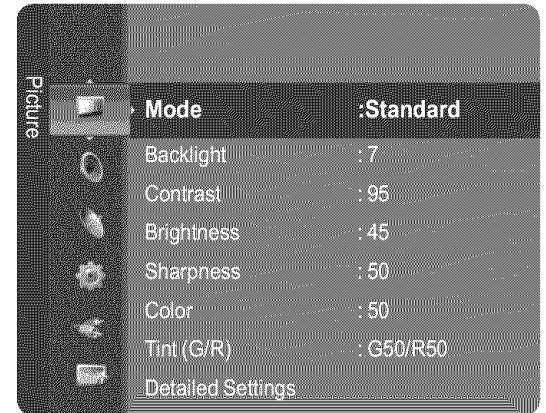 Picture
Mode :Standard
Backlight : 7
Contrast : 95
Brightness : 45
Sharpness : 50
Color : 50
Tint (G/R) : G50/R50
Detailed Settings